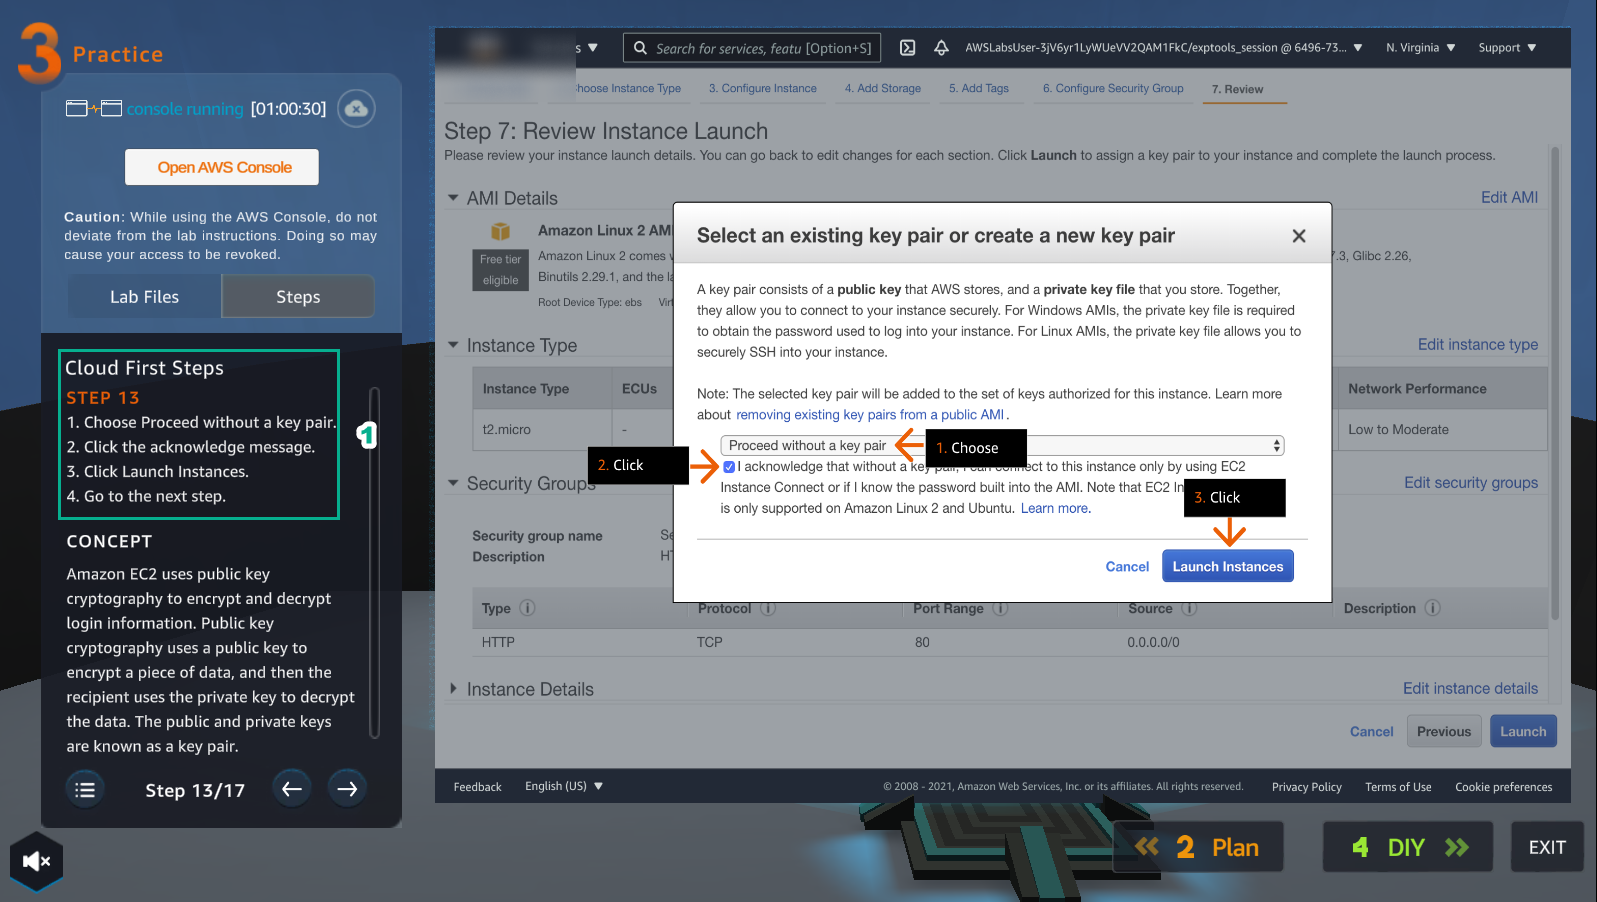 3 Practice
console running [01:00:30]
Open AWS Console
Caution: While using the AWS Console, do not
deviate from the lab instructions. Doing so may
cause your access to be revoked.
Lab Files
Steps
Cloud First Steps
STEP 13
1. Choose Proceed without a key pair.
2. Click the acknowledge message.
3. Click Launch Instances.
4. Go to the next step.
1
CONCEPT
Amazon EC2 uses public key
cryptography to encrypt and decrypt
login information. Public key
cryptography uses a public key to
encrypt a piece of data, and then the
recipient uses the private key to decrypt
the data. The public and private keys
are known as a key pair.
Step 13/17
s
Search for services, featu [Option+S]
AWSLabsUser-3jV6yr1LyWUeVV2QAM1FkC/exptools_session @ 6496-73...
N. Virginia
Support
hoose Instance Type
3. Configure Instance
4. Add Storage
5. Add Tags
6. Configure Security Group
7. Review
Step 7: Review Instance Launch
Please review your instance launch details. You can go back to edit changes for each section. Click Launch to assign a key pair to your instance and complete the launch process.
AMI Details
Edit AMI
Free tier
eligible
Amazon Linux 2 AM
Amazon Linux 2 comes
7.3, Glibc 2.26,
Binutils 2.29.1, and the la
Root Device Type: ebs Virt
Instance Type
Edit instance type
Instance Type
ECUs
Network Performance
t2.micro
-
Low to Moderate
Security Groups
Edit security groups
Security group name
Se
Description
HT
Type
Protocol
Port Range
Source
Description
HTTP
TCP
80
0.0.0.0/0
Instance Details
Edit instance details
Cancel
Previous
Launch
Select an existing key pair or create a new key pair
A key pair consists of a public key that AWS stores, and a private key file that you store. Together,
they allow you to connect to your instance securely. For Windows AMIs, the private key file is required
to obtain the password used to log into your instance. For Linux AMIs, the private key file allows you to
securely SSH into your instance.
Note: The selected key pair will be added to the set of keys authorized for this instance. Learn more
about removing existing key pairs from a public AMI.
Proceed without a key pair
1. Choose
2. Click
I acknowledge that without a key pair, I can connect to this instance only by using EC2
Instance Connect or if I know the password built into the AMI. Note that EC2 In
is only supported on Amazon Linux 2 and Ubuntu. Learn more.
3. Click
Cancel
Launch Instances
Feedback
English (US)
© 2008 - 2021, Amazon Web Services, Inc. or its affiliates. All rights reserved.
Privacy Policy
Terms of Use
Cookie preferences
2 Plan
4 DIY
EXIT